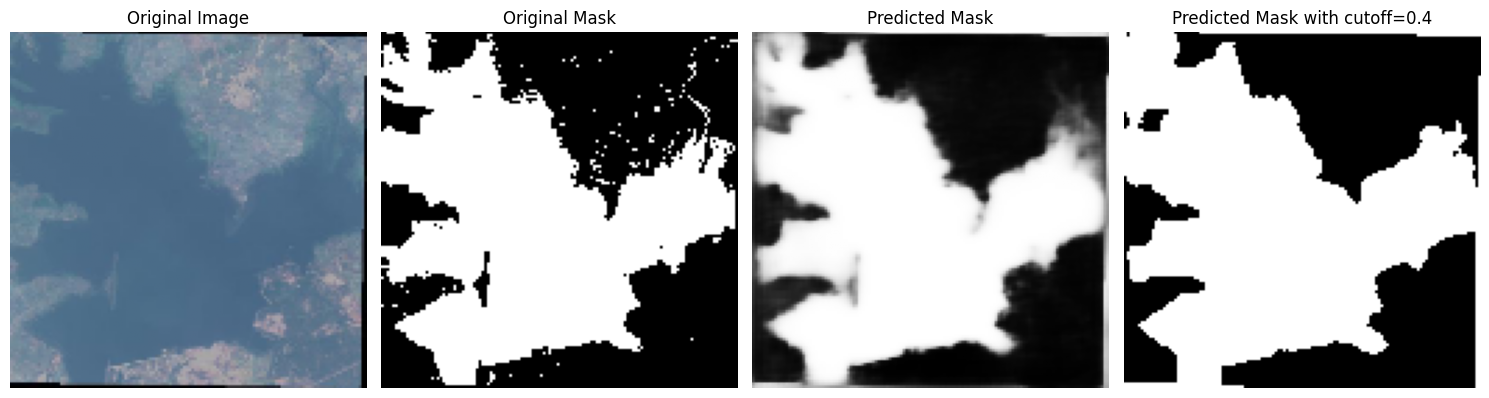 Original Image
Original Mask
Predicted Mask
Predicted Mask with cutoff=0.4